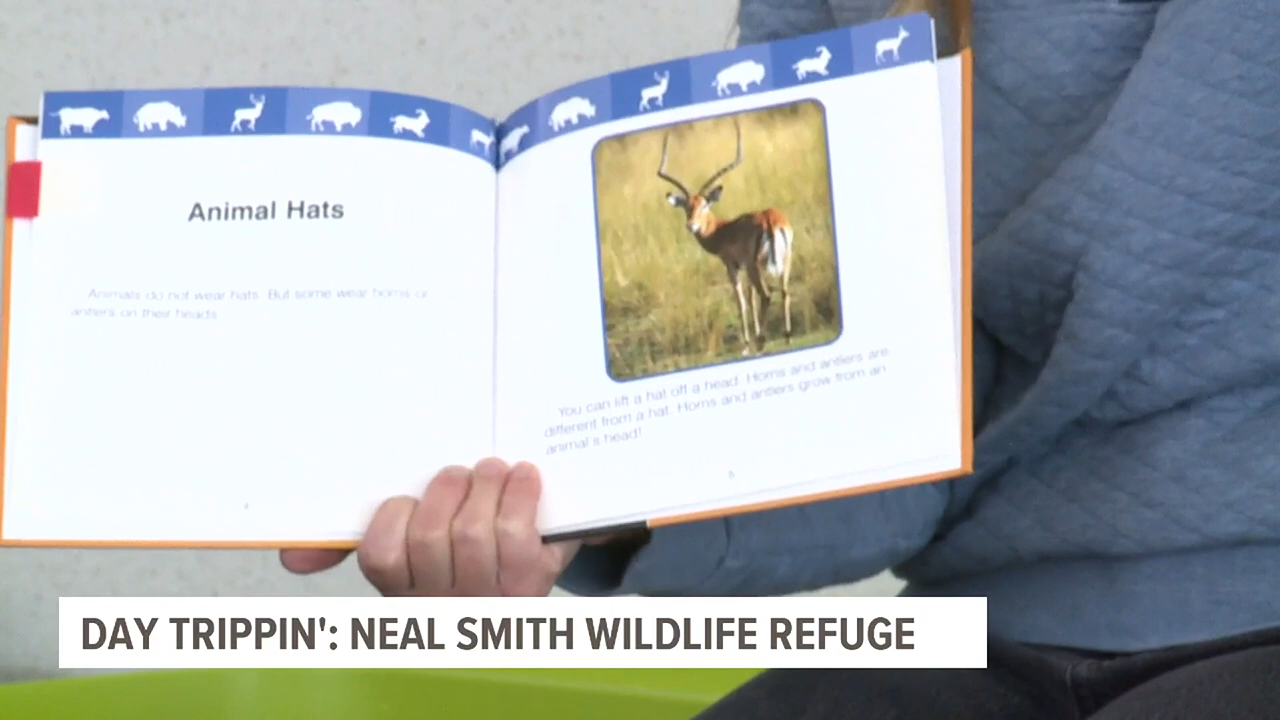 Animal Hats
Animals do not wear hats. But some wear horns or
antlers on their heads.
You can lift a hat off a head. Horns and antlers are
different from a hat. Horns and antlers grow from an
animal's head!
DAY TRIPPIN': NEAL SMITH WILDLIFE REFUGE